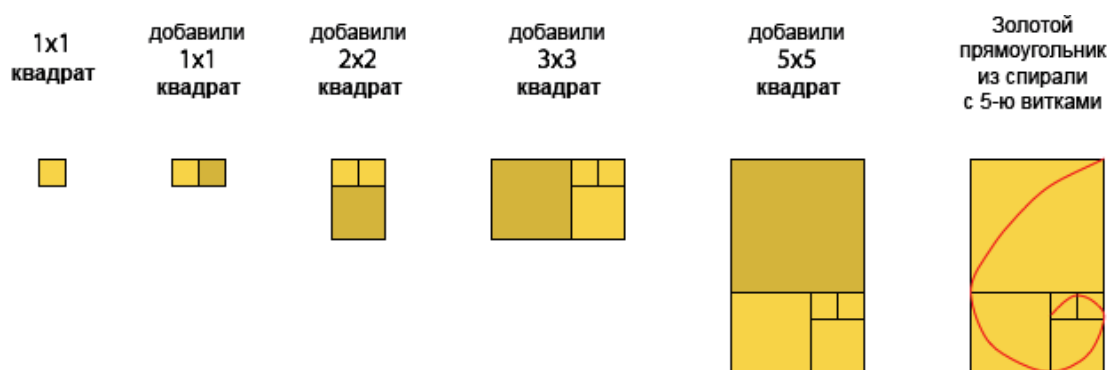 1x1
квадрат
добавили
1x1
квадрат
добавили
2x2
квадрат
добавили
3x3
квадрат
добавили
5x5
квадрат
Золотой
прямоугольник
из спирали
с 5-ю витками